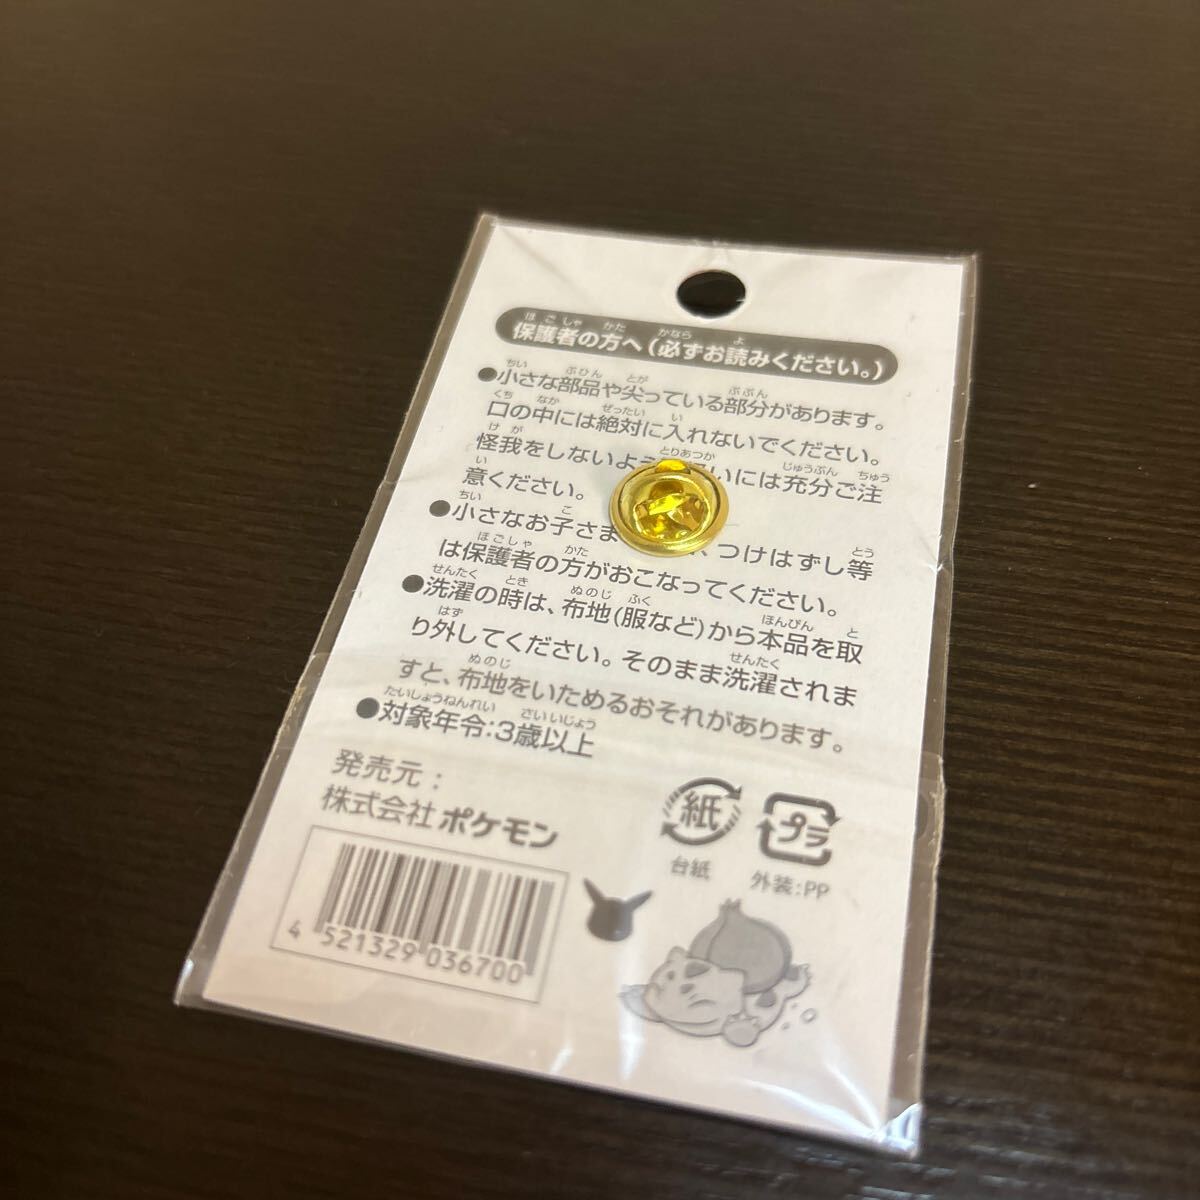 保護者の方へ(必ずお読みください。)
●小さな部品や尖っている部分があります。
口の中には絶対に入れないでください。
怪我をしないよう いには充分ご注
意ください。
●小さなお子さま 、つけはずし等
は保護者の方がおこなってください。
●洗濯の時は、布地(服など)から本品を取
り外してください。そのまま洗濯されま
すと、布地をいためるおそれがあります。
●対象年令:3歳以上
発売元:
株式会社 ポケモン
紙
台紙
プラ
外装:PP
4 521329 036700